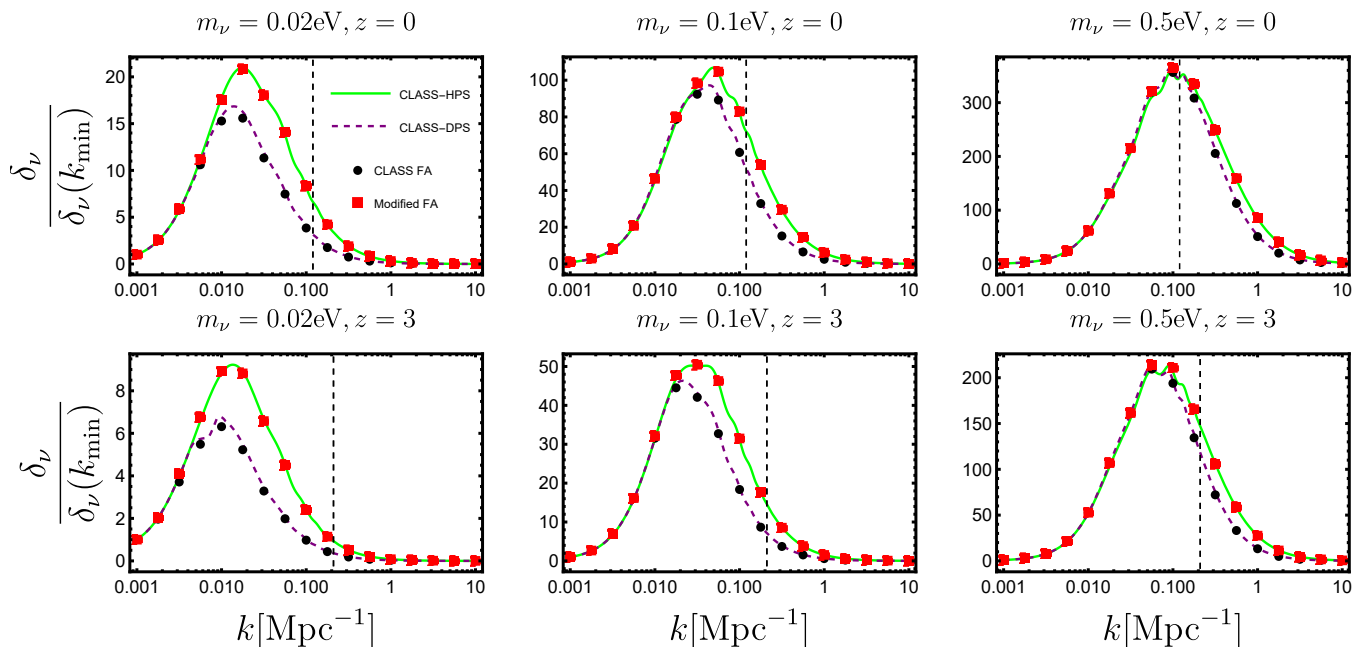 m_ν = 0.02eV, z = 0
m_ν = 0.1eV, z = 0
m_ν = 0.5eV, z = 0
δ_ν
δ_ν(k_min)
20
15
10
5
0
CLASS-HPS
CLASS-DPS
CLASS FA
Modified FA
0.001 0.010 0.100 1 10
100
80
60
40
20
0
0.001 0.010 0.100 1 10
300
200
100
0
0.001 0.010 0.100 1 10
m_ν = 0.02eV, z = 3
m_ν = 0.1eV, z = 3
m_ν = 0.5eV, z = 3
δ_ν
δ_ν(k_min)
8
6
4
2
0
0.001 0.010 0.100 1 10
50
40
30
20
10
0
0.001 0.010 0.100 1 10
200
150
100
50
0
0.001 0.010 0.100 1 10
k[Mpc⁻¹]
k[Mpc⁻¹]
k[Mpc⁻¹]